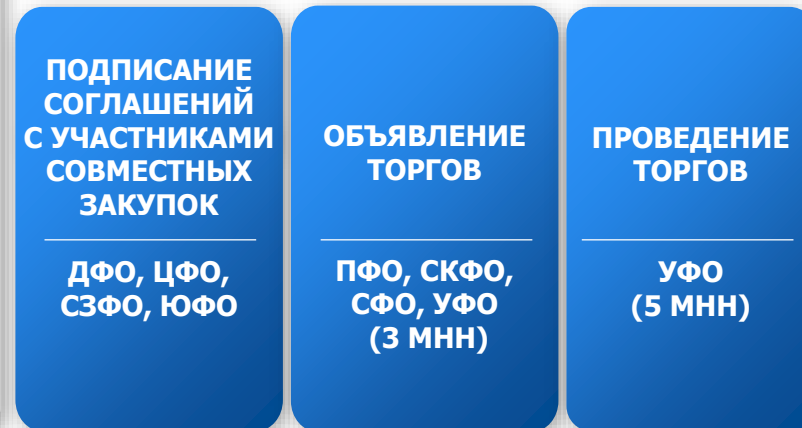 ПОДПИСАНИЕ
СОГЛАШЕНИЙ
С УЧАСТНИКАМИ
СОВМЕСТНЫХ
ЗАКУПОК
ДФО, ЦФО,
СЗФО, ЮФО
ОБЪЯВЛЕНИЕ
ТОРГОВ
ПФО, СКФО,
СФО, УФО
(3 МНН)
ПРОВЕДЕНИЕ
ТОРГОВ
УФО
(5 МНН)